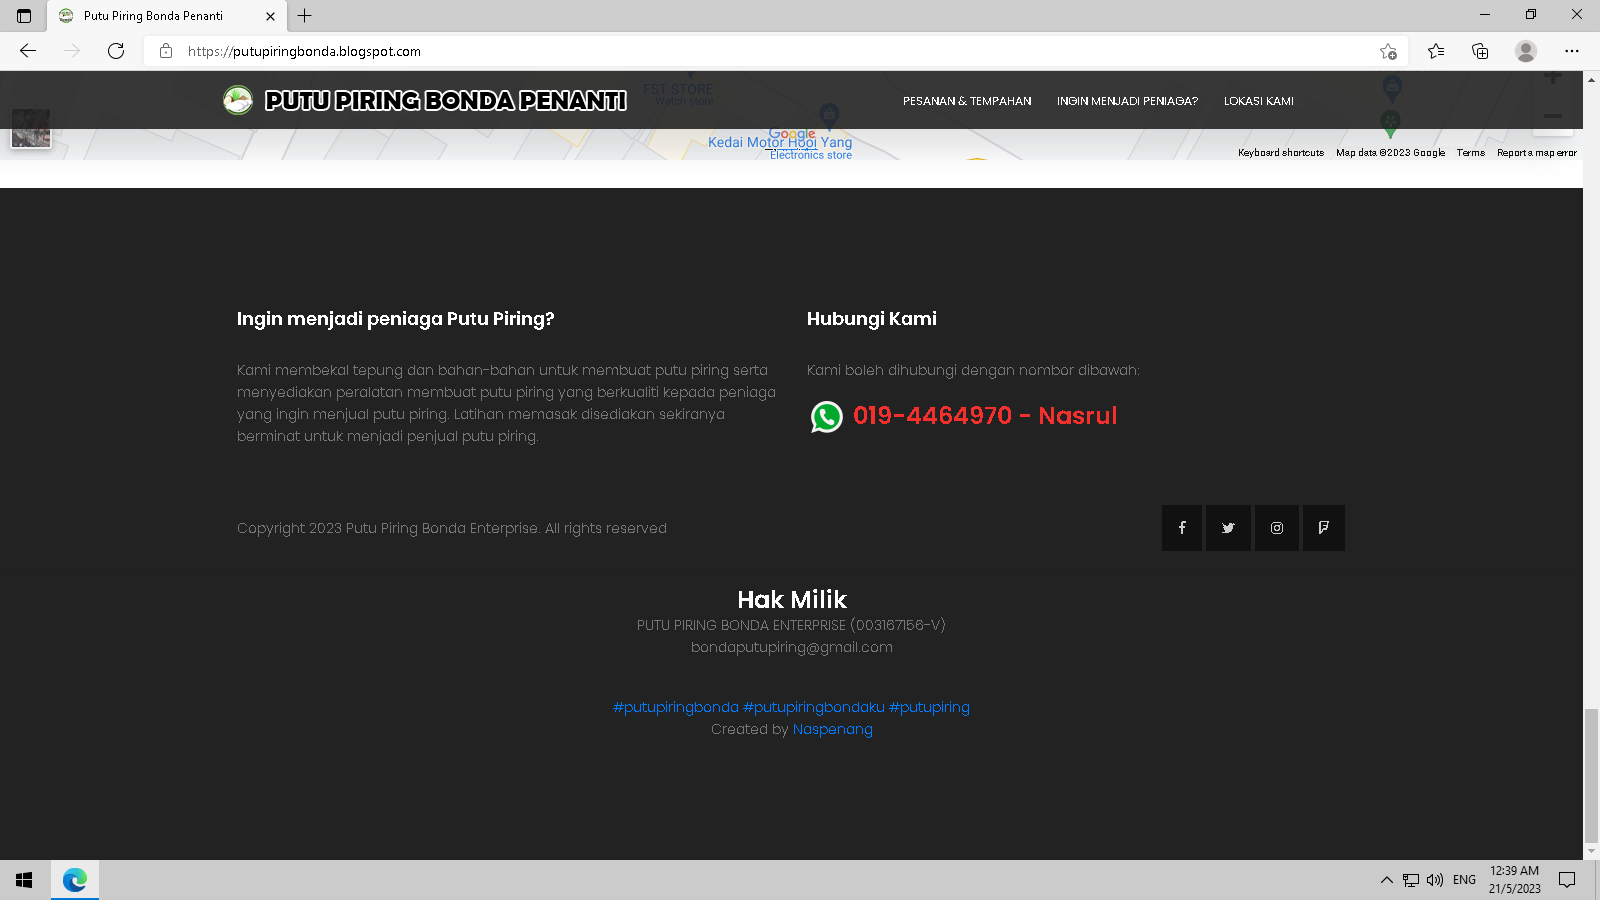 Putu Piring Bonda Penanti
https://putupiringbonda.blogspot.com
PUTU PIRING BONDA PENANTI
PESANAN & TEMPAHAN
INGIN MENJADI PENIAGA?
LOKASI KAMI
FST STORE
Watch store
Google
Kedai Motor Hooi Yang
Electronics store
Keyboard shortcuts
Map data ©2023 Google
Terms
Report a map error
Ingin menjadi peniaga Putu Piring?
Kami membekal tepung dan bahan-bahan untuk membuat putu piring serta
menyediakan peralatan membuat putu piring yang berkualiti kepada peniaga
yang ingin menjual putu piring. Latihan memasak disediakan sekiranya
berminat untuk menjadi penjual putu piring.
Hubungi Kami
Kami boleh dihubungi dengan nombor dibawah:
019-4464970 - Nasrul
Copyright 2023 Putu Piring Bonda Enterprise. All rights reserved
Hak Milik
PUTU PIRING BONDA ENTERPRISE (003167156-V)
bondaputupiring@gmail.com
#putupiringbonda #putupiringbondaku #putupiring
Created by Naspenang
ENG
12:39 AM
21/5/2023